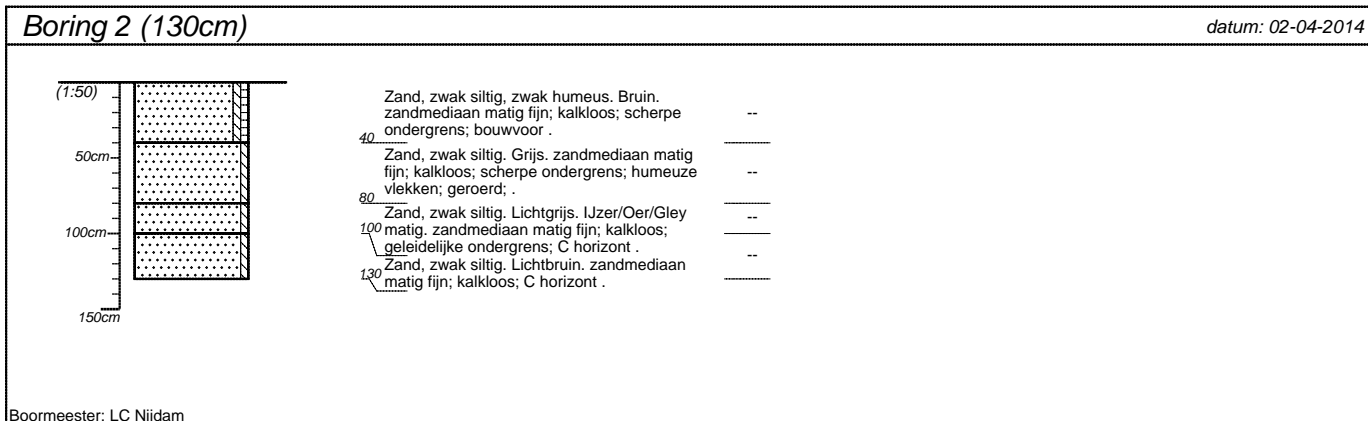 Boring 2 (130cm)
datum: 02-04-2014
(1:50)
50cm
100cm
150cm
Zand, zwak siltig, zwak humeus. Bruin.
zandmediaan matig fijn; kalkloos; scherpe
ondergrens; bouwvoor .
--
40
Zand, zwak siltig. Grijs. zandmediaan matig
fijn; kalkloos; scherpe ondergrens; humeuze
vlekken; geroerd; .
--
80
Zand, zwak siltig. Lichtgrijs. IJzer/Oer/Gley
matig. zandmediaan matig fijn; kalkloos;
geleidelijke ondergrens; C horizont .
--
100
Zand, zwak siltig. Lichtbruin. zandmediaan
matig fijn; kalkloos; C horizont .
--
130
Boormeester: LC Nijdam